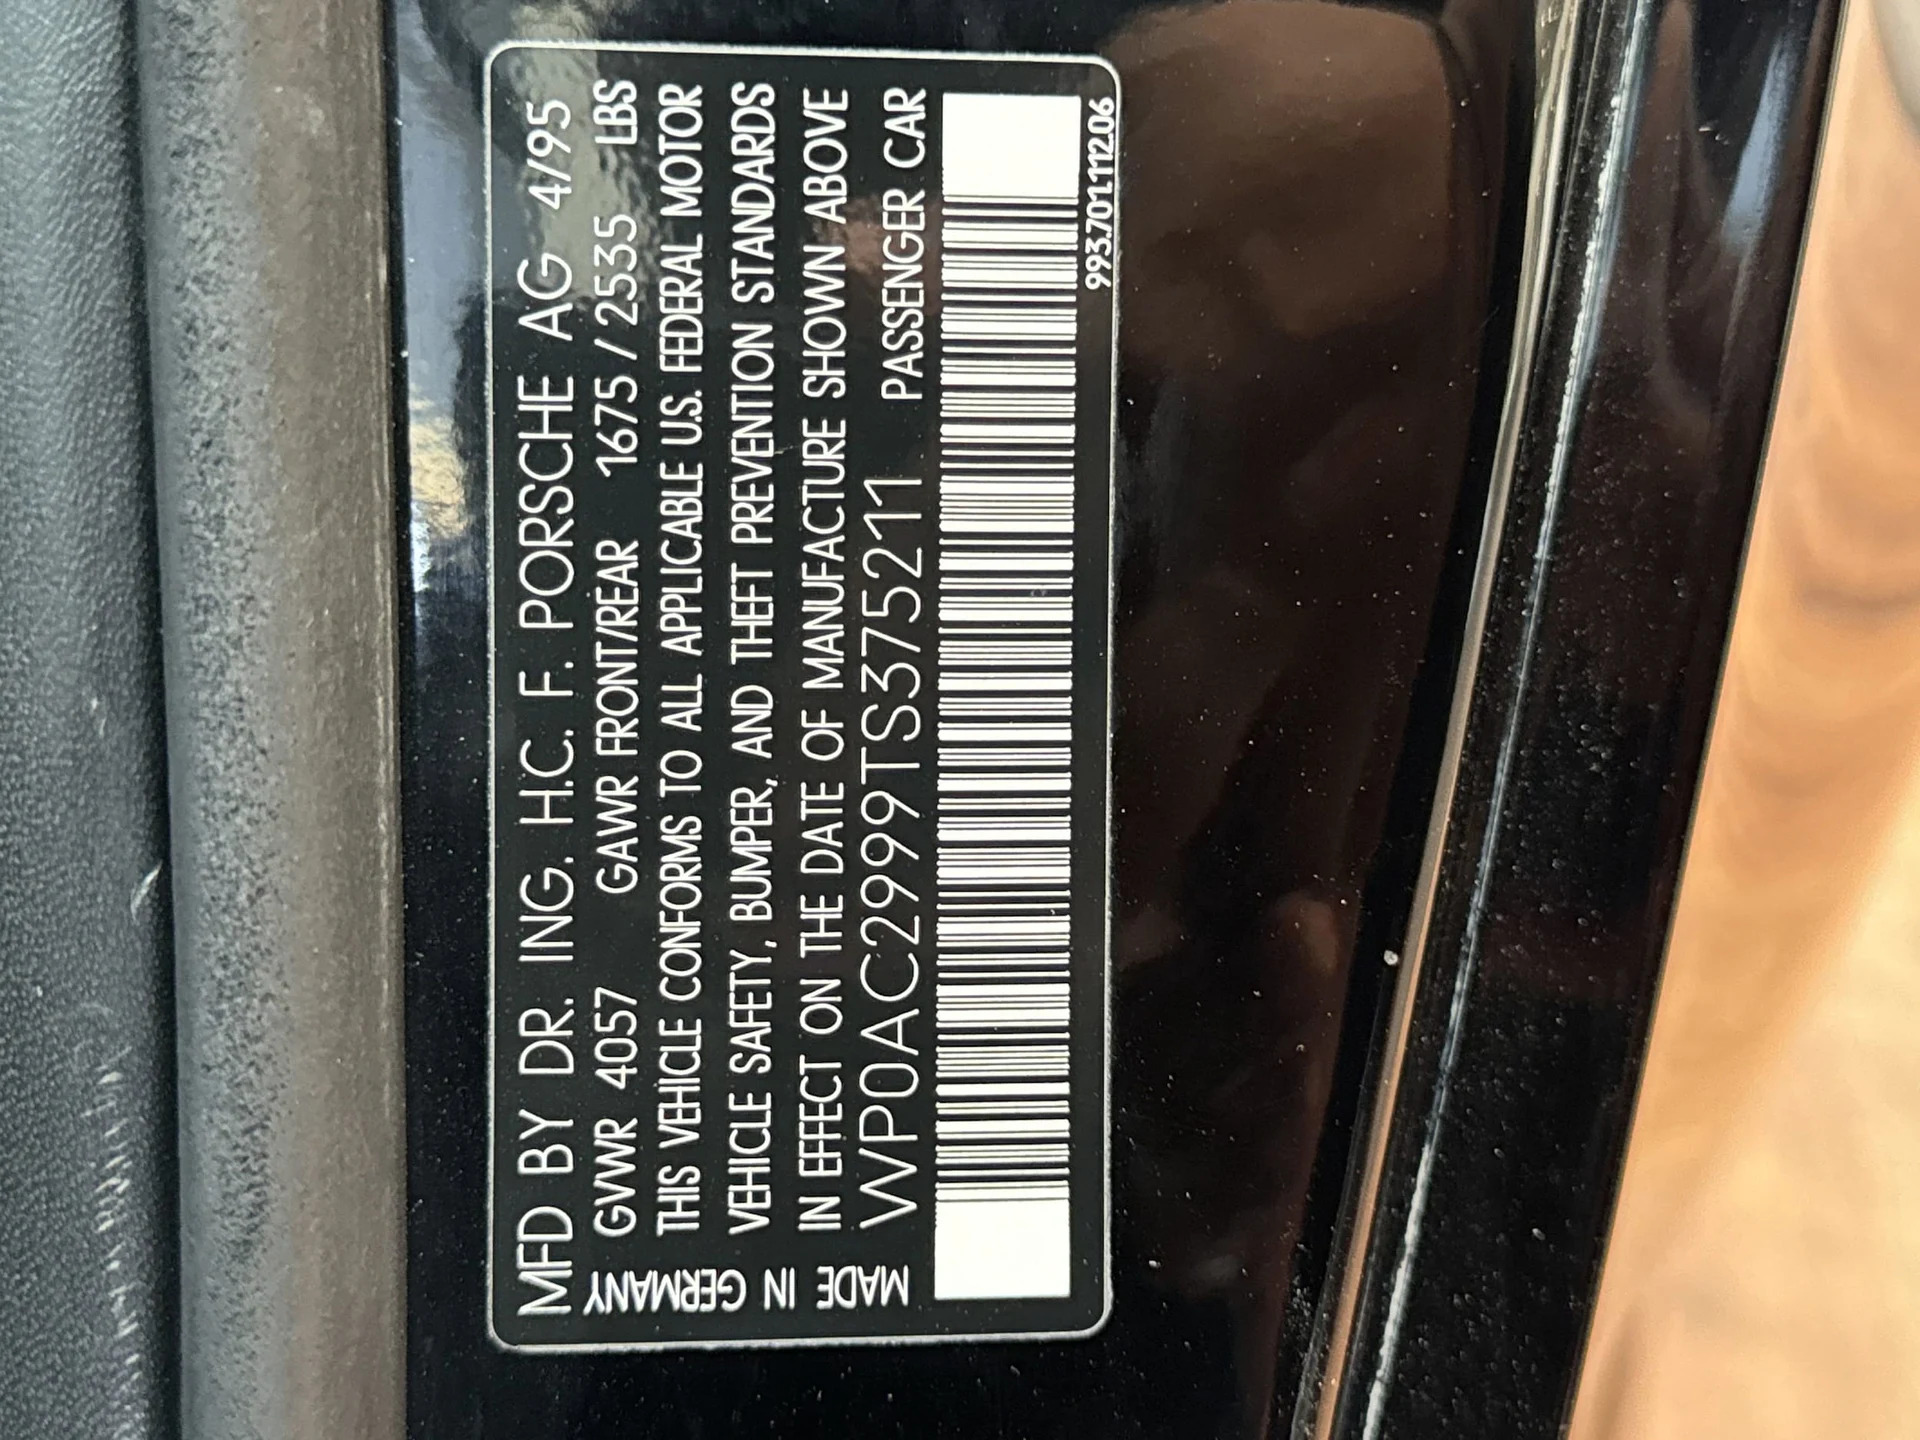 MFD BY DR. ING. H.C. F. PORSCHE AG 4/95
GVWR 4057 GAWR FRONT/REAR 1675 / 2535 LBS
THIS VEHICLE CONFORMS TO ALL APPLICABLE U.S. FEDERAL MOTOR
VEHICLE SAFETY, BUMPER, AND THEFT PREVENTION STANDARDS
IN EFFECT ON THE DATE OF MANUFACTURE SHOWN ABOVE
WP0AC2999TS375211 PASSENGER CAR
MADE IN GERMANY
993.701.112.06